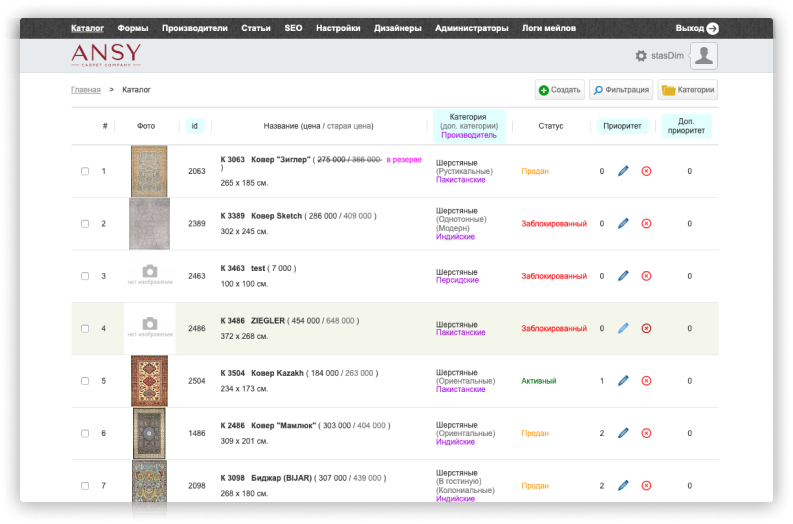 Каталог Формы Производители Статьи SEO Настройки Дизайнеры Администраторы Логи мейлов Выход
ANSY
CARPET COMPANY
stasDim
Главная > Каталог
Создать Фильтрация Категории
# Фото id Название (цена / старая цена) Категория (доп. категории) Производитель Статус Приоритет Доп. приоритет
1 2063 К 3063 Ковер "Зиглер" ( 275 000 / 366 000 в резерве )
265 x 185 см.
Шерстяные
(Рустикальные)
Пакистанские
Продан 0 0
2 2389 К 3389 Ковер Sketch ( 286 000 / 409 000 )
302 x 245 см.
Шерстяные
(Однотонные)
(Модерн)
Индийские
Заблокированный 0 0
3 нет изображения 2463 К 3463 test ( 7 000 )
100 x 100 см.
Шерстяные
Персидские
Заблокированный 0 0
4 нет изображения 2486 К 3486 ZIEGLER ( 454 000 / 648 000 )
372 x 268 см.
Шерстяные
Пакистанские
Заблокированный 0 0
5 2504 К 3504 Ковер Kazakh ( 184 000 / 263 000 )
234 x 173 см.
Шерстяные
(Ориентальные)
Пакистанские
Активный 1 0
6 1486 К 2486 Ковер "Мамлюк" ( 303 000 / 404 000 )
309 x 201 см.
Шерстяные
(Ориентальные)
Индийские
Продан 2 0
7 2098 К 3098 Биджар (BIJAR) ( 307 000 / 439 000 )
268 x 180 см.
Шерстяные
(В гостиную)
(Колониальные)
Индийские
Продан 2 0